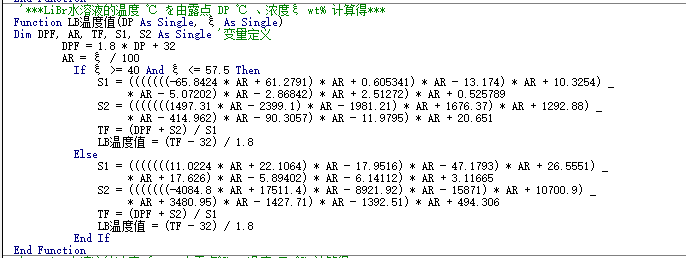 End Function
'***LiBr水溶液的温度 ℃ を由露点 DP ℃ 、浓度ξ wt% 计算得***
Function LB温度值(DP As Single, ξ As Single)
Dim DPF, AR, TF, S1, S2 As Single '变量定义
DPF = 1.8 * DP + 32
AR = ξ / 100
If ξ >= 40 And ξ <= 57.5 Then
S1 = (((((((-65.8424 * AR + 61.2791) * AR + 0.605341) * AR - 13.174) * AR + 10.3254) _
* AR - 5.07202) * AR - 2.86842) * AR + 2.51272) * AR + 0.525789
S2 = (((((((1497.31 * AR - 2399.1) * AR - 1981.21) * AR + 1676.37) * AR + 1292.88) _
* AR - 414.962) * AR - 90.3057) * AR - 11.9795) * AR + 20.651
TF = (DPF + S2) / S1
LB温度值 = (TF - 32) / 1.8
Else
S1 = (((((((11.0224 * AR + 22.1064) * AR - 17.9516) * AR - 47.1793) * AR + 26.5551) _
* AR + 17.626) * AR - 5.89402) * AR - 6.14112) * AR + 3.11665
S2 = (((((((-4084.8 * AR + 17511.4) * AR - 8921.92) * AR - 15871) * AR + 10700.9) _
* AR + 3480.95) * AR - 1427.71) * AR - 1392.51) * AR + 494.306
TF = (DPF + S2) / S1
LB温度值 = (TF - 32) / 1.8
End If
End Function